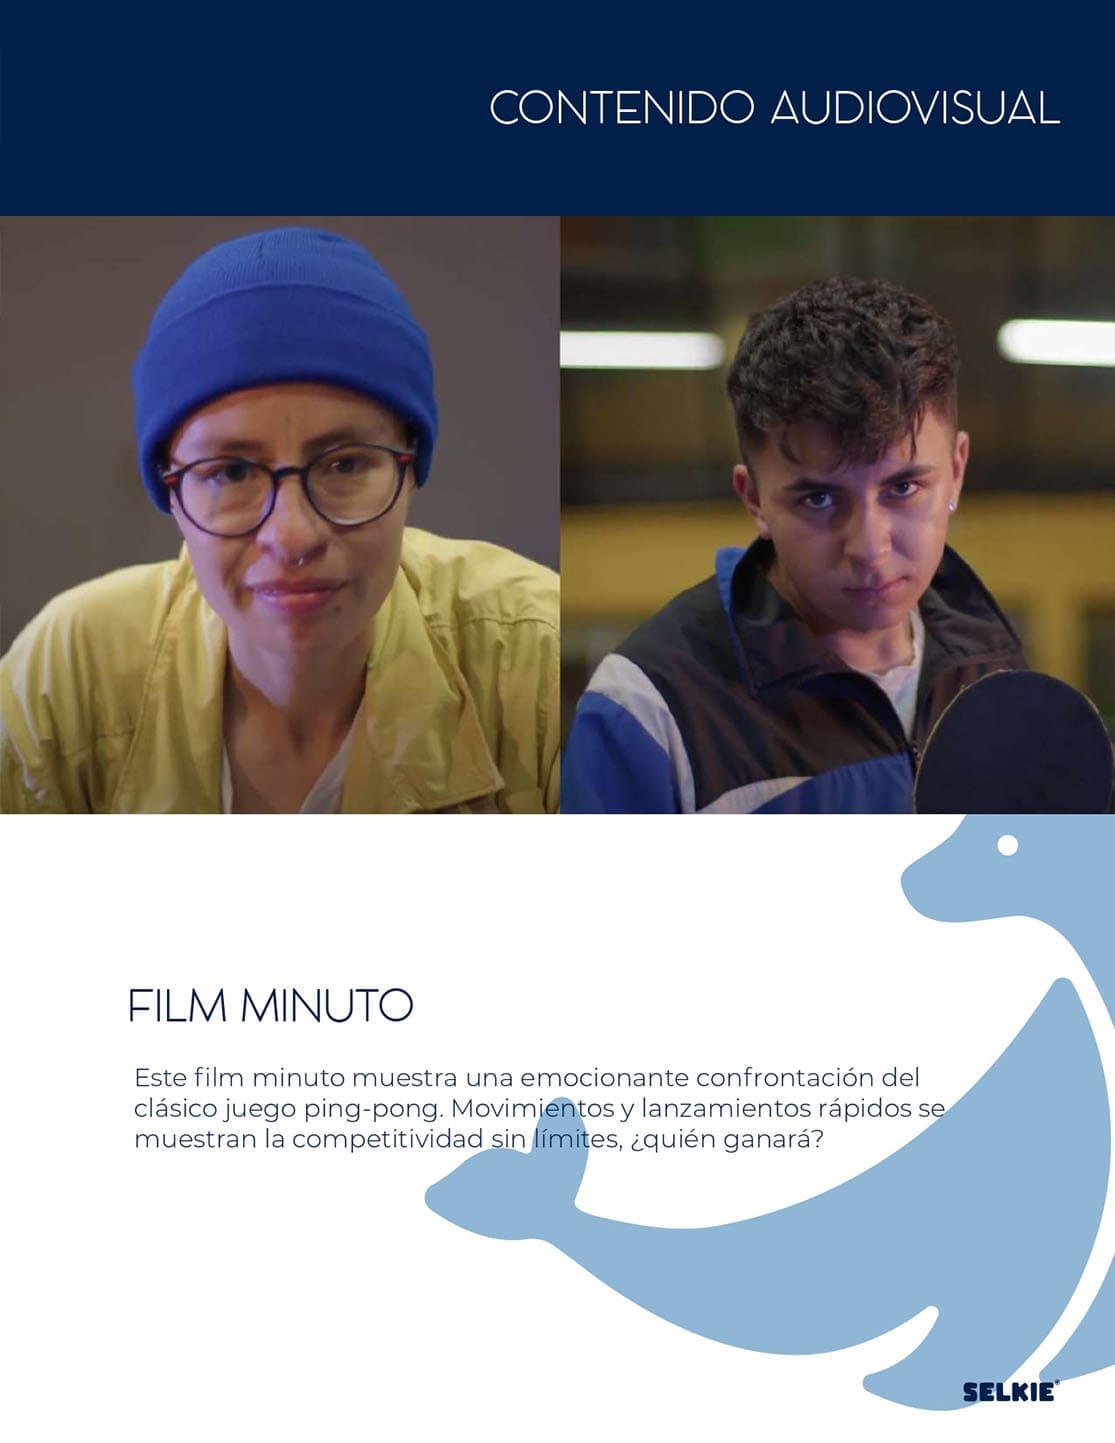 CONTENIDO AUDIOVISUAL
FILM MINUTO
Este film minuto muestra una emocionante confrontación del
clásico juego ping-pong. Movimientos y lanzamientos rápidos se
muestran la competitividad sin límites, ¿quién ganará?
SELKIE®